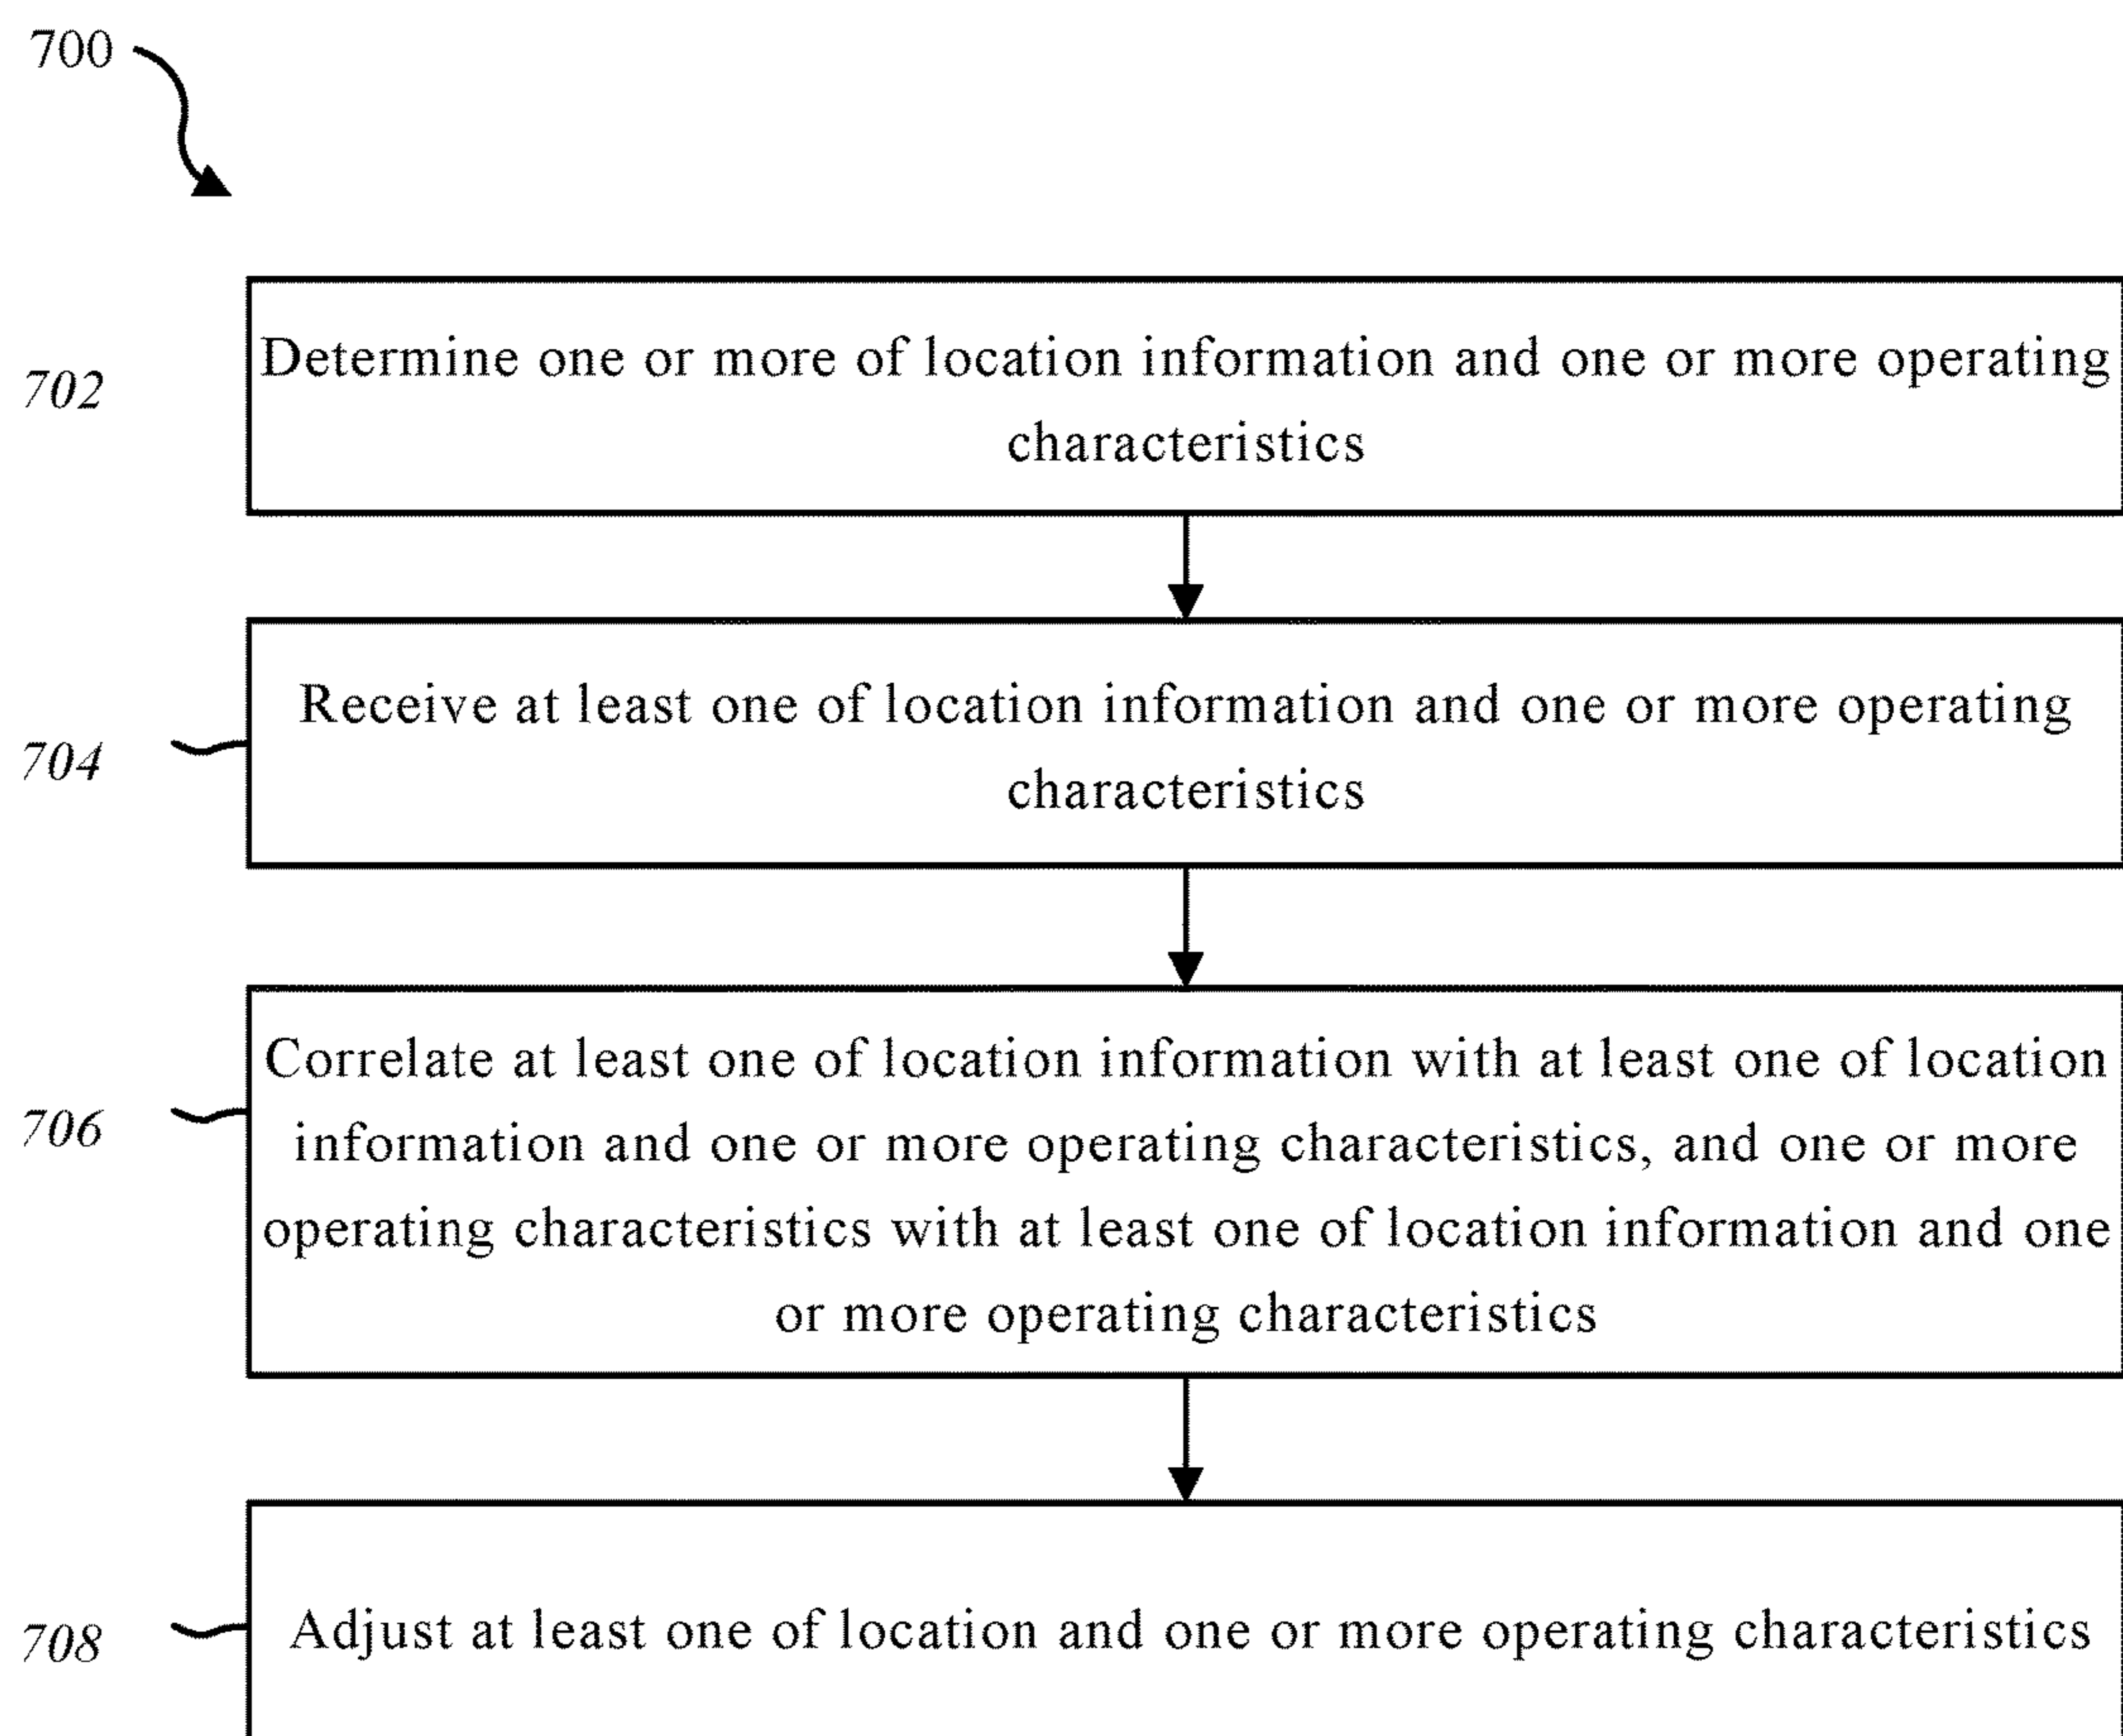 700
702
Determine one or more of location information and one or more operating
characteristics
704
Receive at least one of location information and one or more operating
characteristics
706
Correlate at least one of location information with at least one of location
information and one or more operating characteristics, and one or more
operating characteristics with at least one of location information and one
or more operating characteristics
708
Adjust at least one of location and one or more operating characteristics